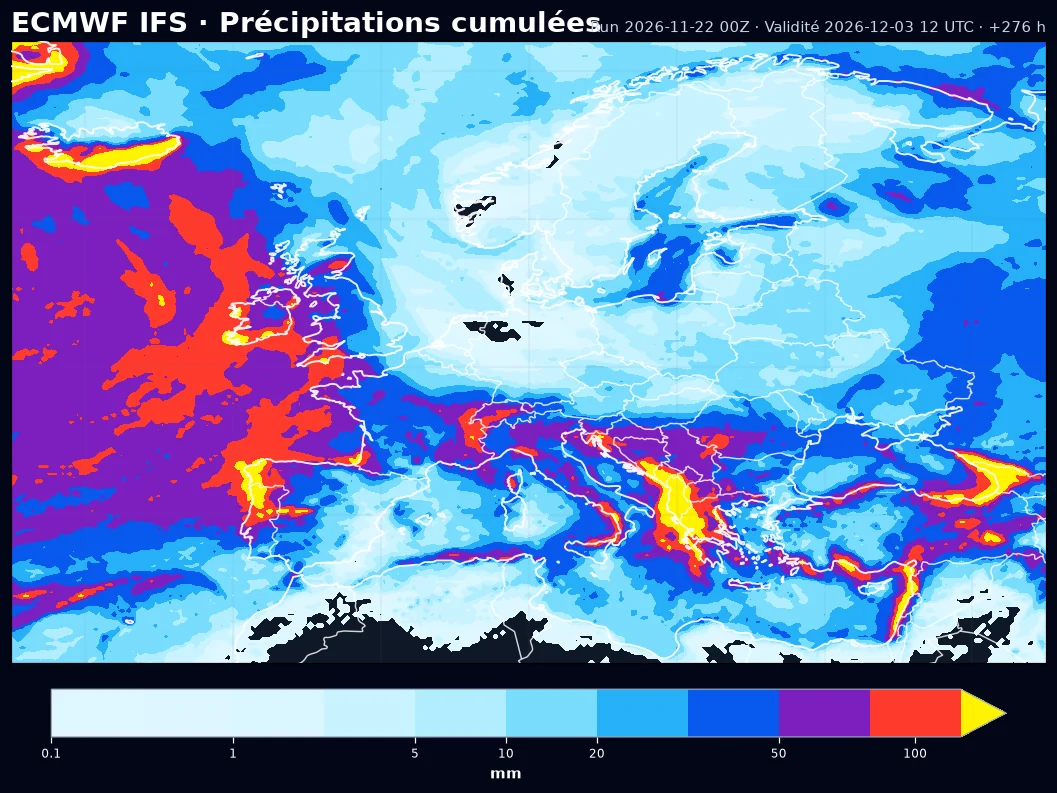 ECMWF IFS · Précipitations cumulées
Run 2026-11-22 00Z · Validité 2026-12-03 12 UTC · +276 h
0.1 1 5 10 20 50 100
mm